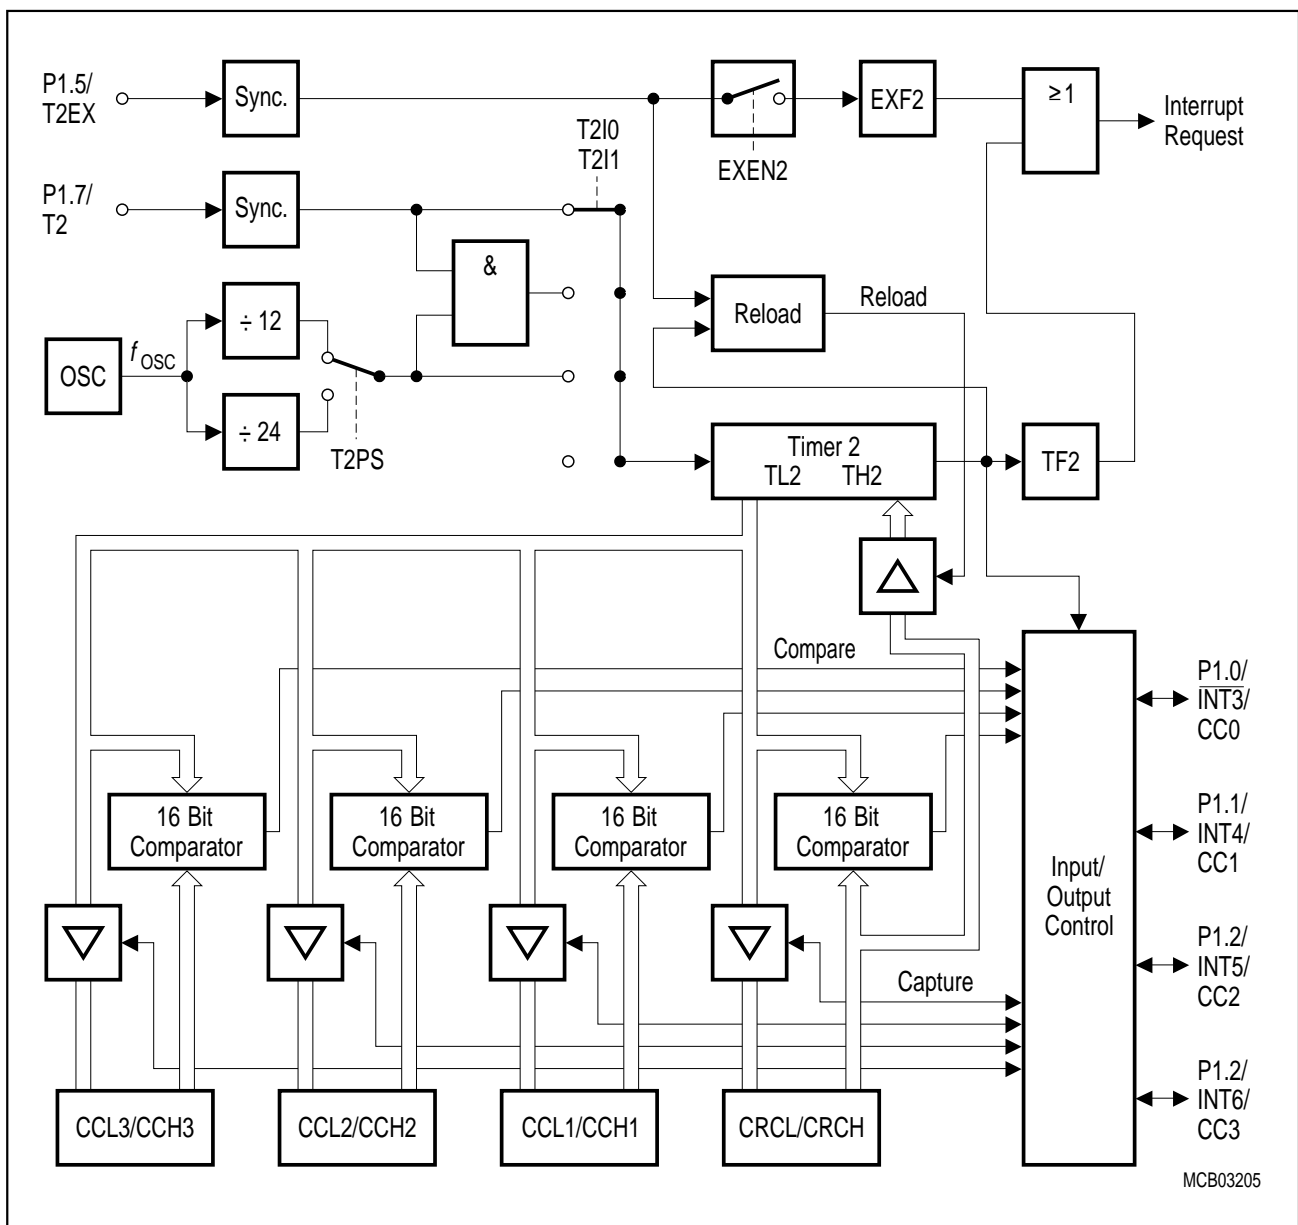 P1.5/
T2EX
Sync.
EXEN2
EXF2
≥1
Interrupt
Request
T2I0
T2I1
P1.7/
T2
Sync.
&
÷ 12
OSC
f OSC
÷ 24
T2PS
Reload
Reload
Timer 2
TL2 TH2
TF2
Compare
16 Bit
Comparator
16 Bit
Comparator
16 Bit
Comparator
16 Bit
Comparator
Capture
CCL3/CCH3
CCL2/CCH2
CCL1/CCH1
CRCL/CRCH
Input/
Output
Control
P1.0/
INT3/
CC0
P1.1/
INT4/
CC1
P1.2/
INT5/
CC2
P1.2/
INT6/
CC3
MCB03205